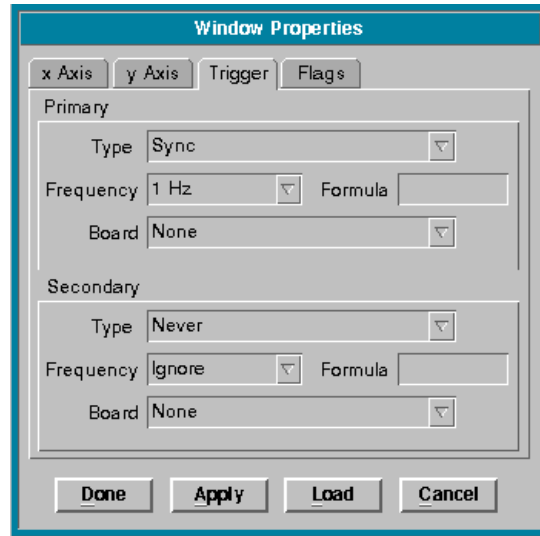 Window Properties
x Axis y Axis Trigger Flags
Primary
Type Sync
Frequency 1 Hz Formula
Board None
Secondary
Type Never
Frequency Ignore Formula
Board None
Done Apply Load Cancel